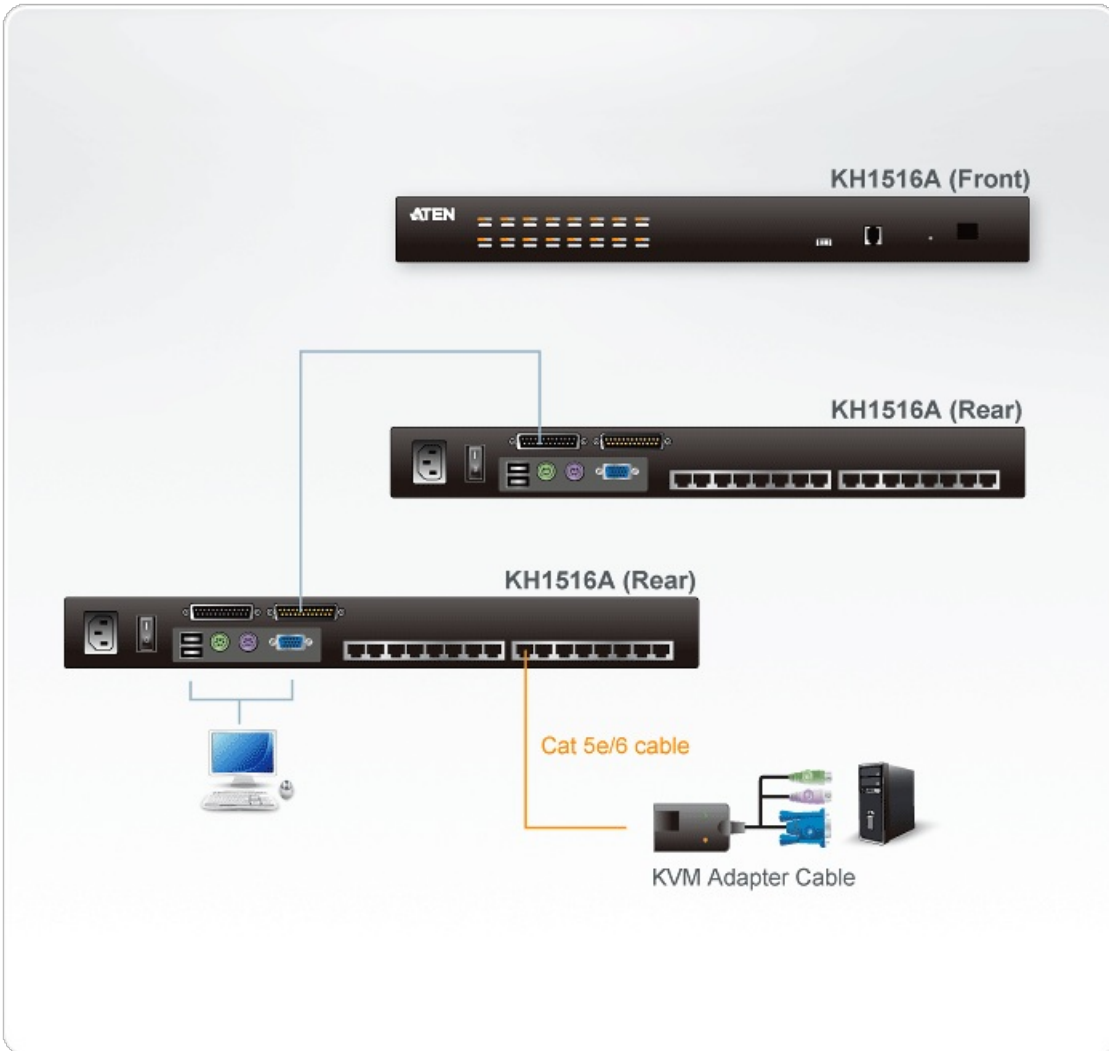 KH1516A (Front)
ATEN
KH1516A (Rear)
KH1516A (Rear)
Cat 5e/6 cable
KVM Adapter Cable